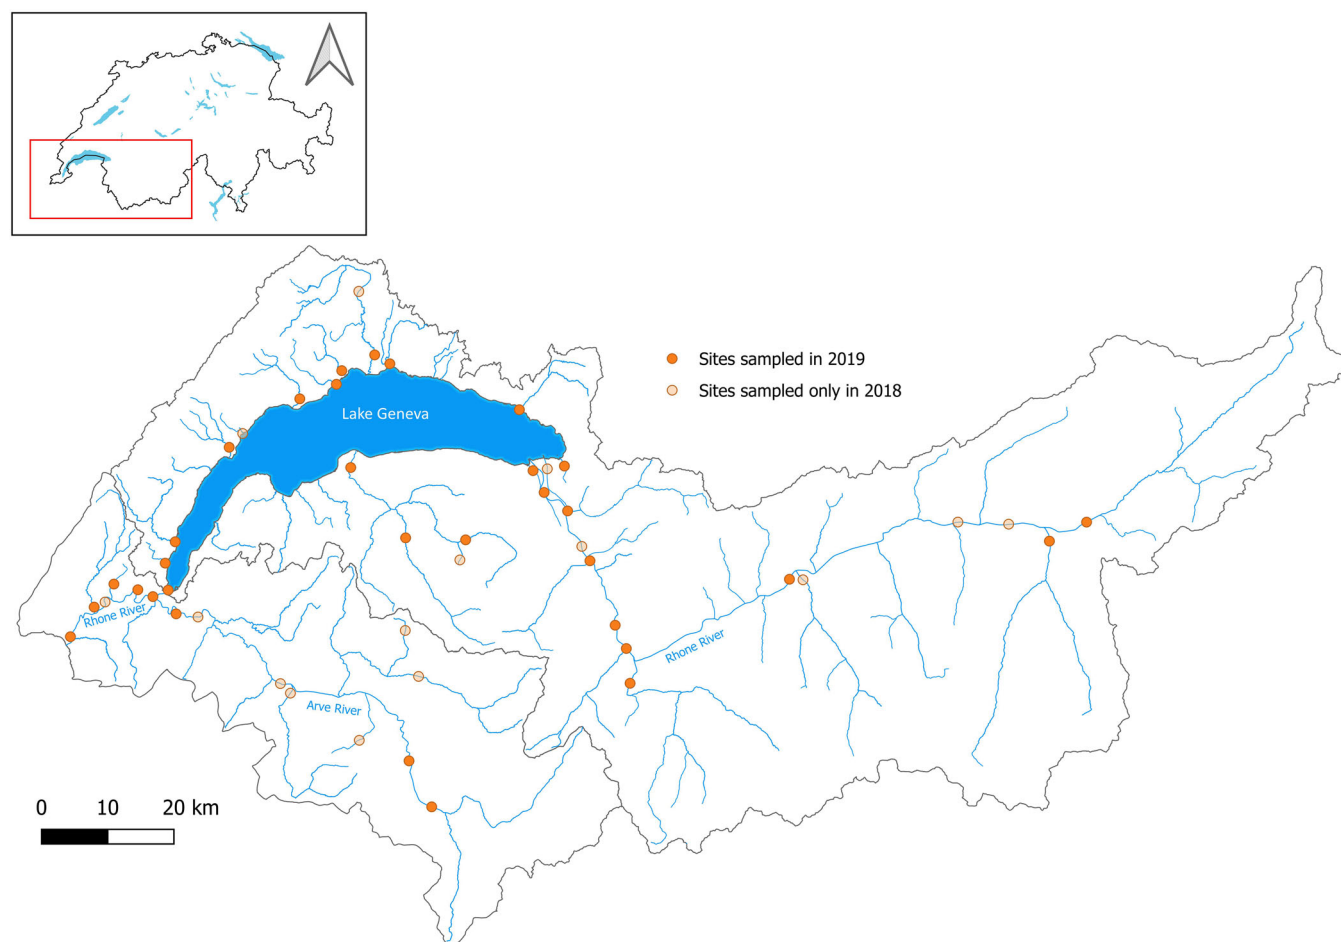 Sites sampled in 2019
Sites sampled only in 2018
Lake Geneva
Rhone River
Rhone River
Arve River
0 10 20 km